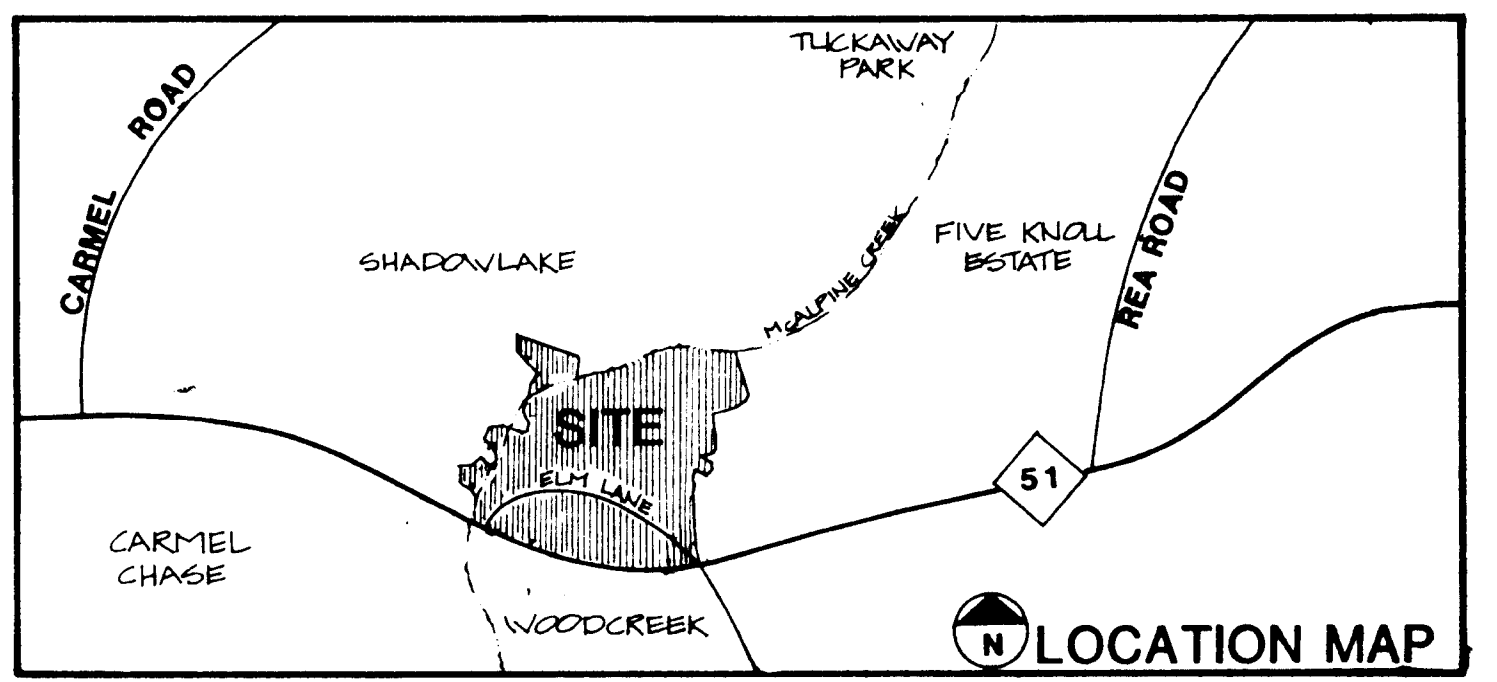 TUCKAWAY
PARK
CARMEL ROAD
SHADOWLAKE
McALPINE CREEK
FIVE KNOLL
ESTATE
REA ROAD
SITE
ELM LANE
51
CARMEL
CHASE
WOODCREEK
N
LOCATION MAP